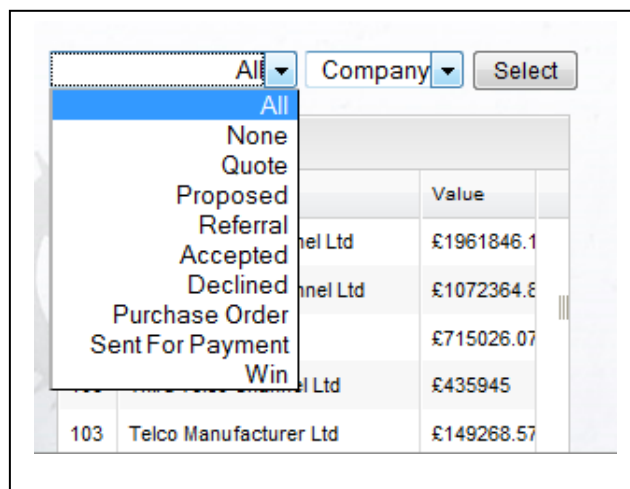 All Company Select
All
None
Quote
Proposed
Referral
Accepted
Declined
Purchase Order
Sent For Payment
Win
Value
nel Ltd £1961846.1
nnel Ltd £1072364.8
£715026.07
Ltd £435945
103 Telco Manufacturer Ltd £149268.57